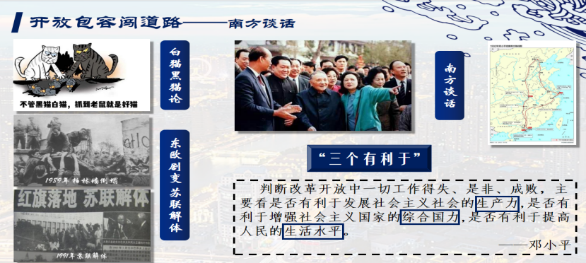 开放包容闯道路——南方谈话
白猫黑猫论
不管黑猫白猫，抓到老鼠就是好猫
南方谈话
东欧剧变 苏联解体
1989年柏林墙倒塌
红旗落地 苏联解体
1991年苏联解体
“三个有利于”
判断改革开放中一切工作得失、是非、成败，主
要看是否有利于发展社会主义社会的生产力，是否有
利于增强社会主义国家的综合国力，是否有利于提高
人民的生活水平。
——邓小平